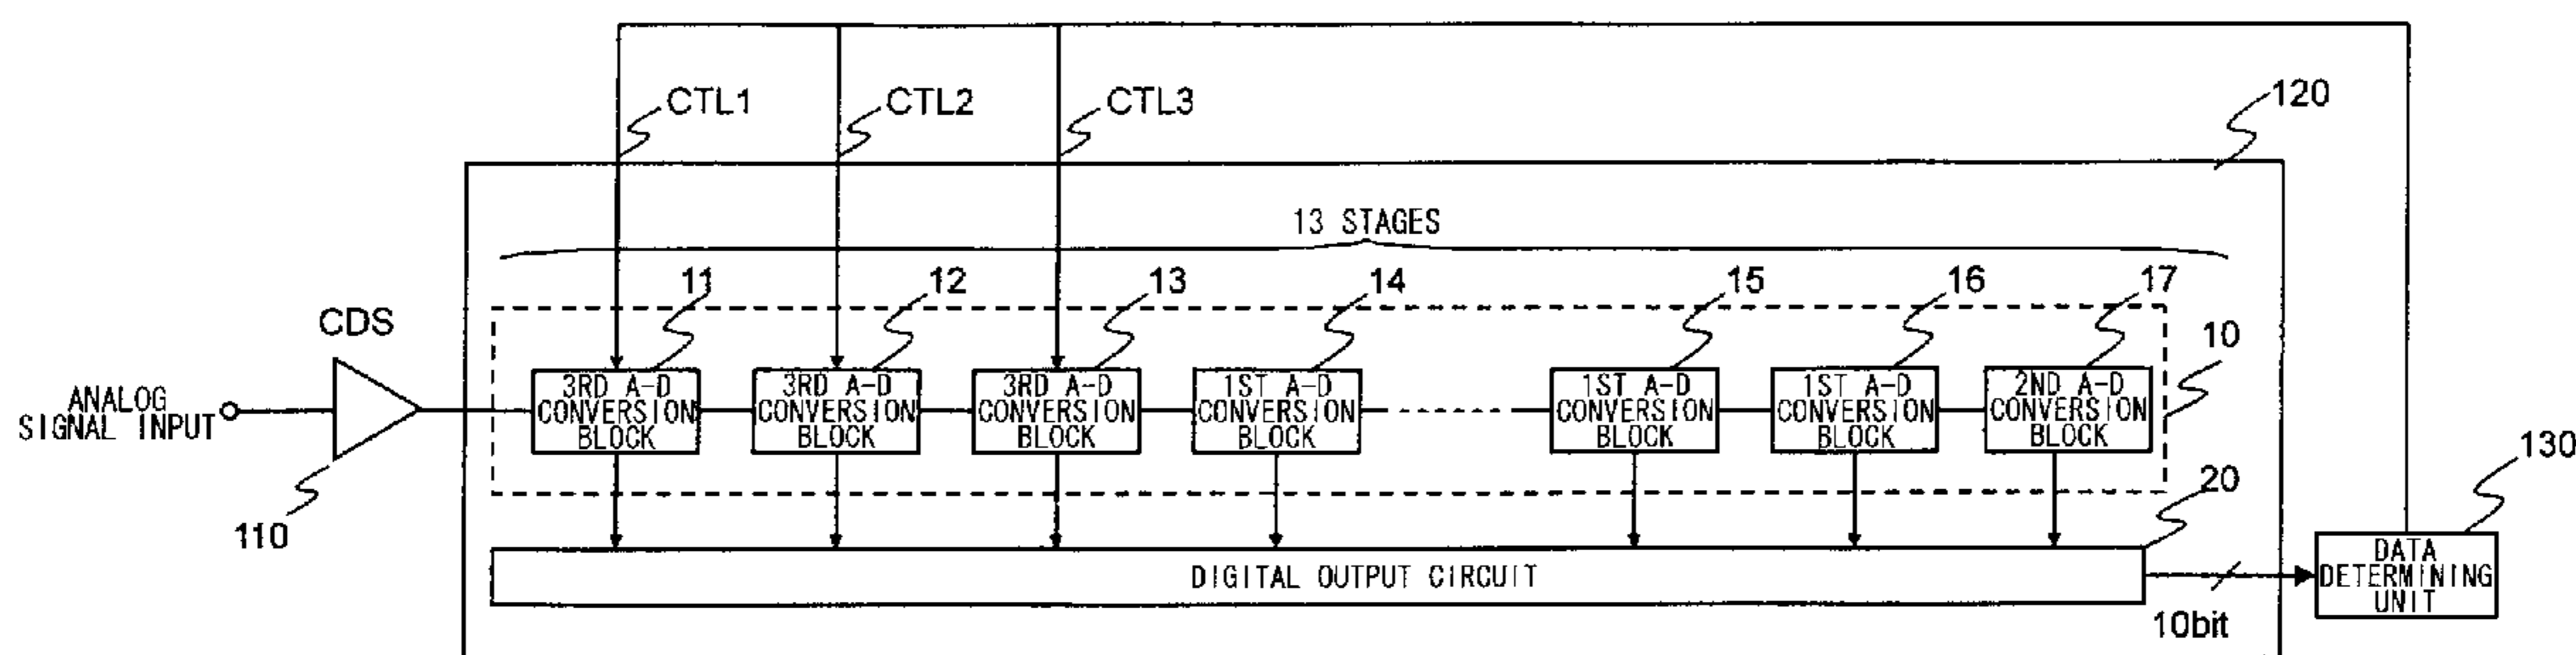 CTL1
CTL2
CTL3
120
13 STAGES
11
12
13
14
15
16
17
10
CDS
ANALOG
SIGNAL INPUT
3RD A-D
CONVERSION
BLOCK
3RD A-D
CONVERSION
BLOCK
3RD A-D
CONVERSION
BLOCK
1ST A-D
CONVERSION
BLOCK
1ST A-D
CONVERSION
BLOCK
1ST A-D
CONVERSION
BLOCK
2ND A-D
CONVERSION
BLOCK
110
20
130
DIGITAL OUTPUT CIRCUIT
10bit
DATA
DETERMINING
UNIT